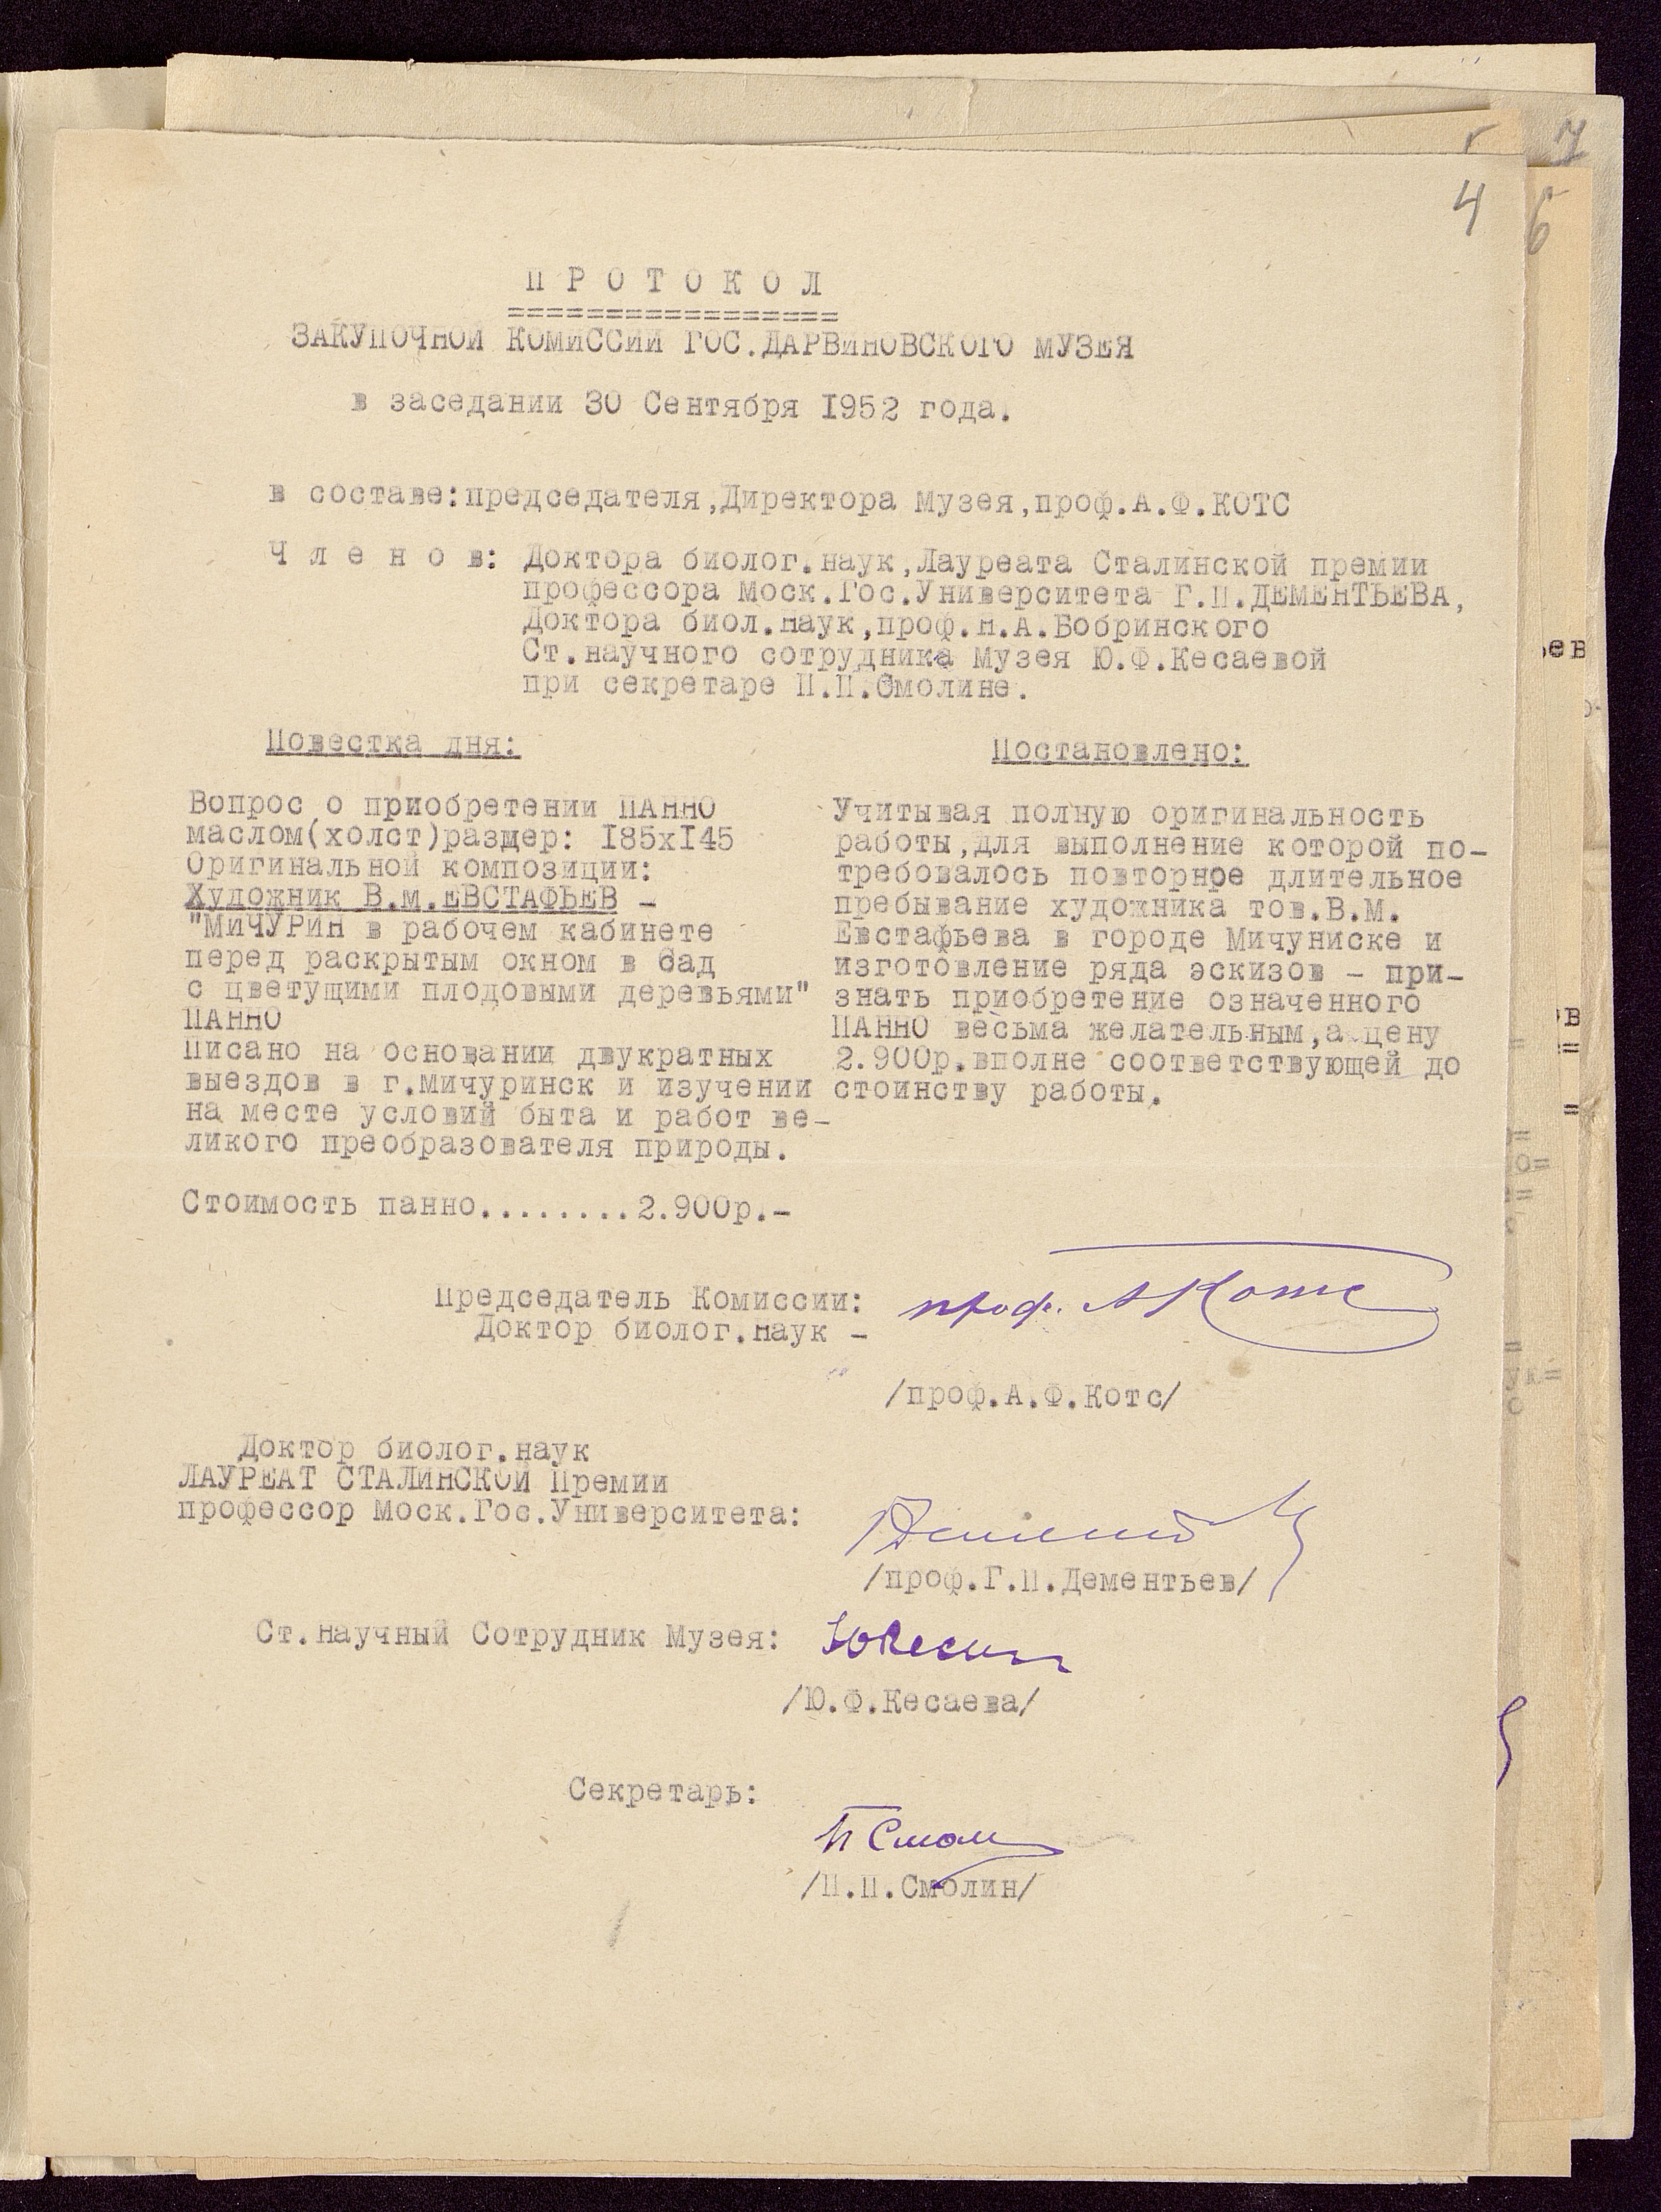 7
4 6
П Р О Т О К О Л
=================
ЗАКУПОЧНОЙ КОМИССИИ ГОС.ДАРВИНОВСКОГО МУЗЕЯ
в заседании 30 Сентября 1952 года.
в составе:председателя,Директора Музея,проф.А.Ф.КОТС
Ч л е н о в: Доктора биолог.наук,Лауреата Сталинской премии
профессора Моск.Гос.Университета Г.П.ДЕМЕНТЬЕВА,
Доктора биол.наук,проф.Н.А.Бобринского
Ст.научного сотрудника Музея Ю.Ф.Кесаевой
при секретаре П.П.Смолине.
Повестка дня:
Вопрос о приобретении ПАННО
маслом(холст)размер: 185х145
Оригинальной композиции:
Художник В.М.ЕВСТАФЬЕВ –
"МИЧУРИН в рабочем кабинете
перед раскрытым окном в Сад
с цветущими плодовыми деревьями"
ПАННО
Писано на основании двукратных
выездов в г.Мичуринск и изучении
на месте условий быта и работ ве-
ликого преобразователя природы.
Стоимость панно........2.900р.-
Постановлено:
Учитывая полную оригинальность
работы,для выполнение которой по-
требовалось повторное длительное
пребывание художника тов.В.М.
Евстафьева в городе Мичуниске и
изготовление ряда эскизов – при-
знать приобретение означенного
ПАННО весьма желательным,а цену
2.900р.вполне соответствующей до
стоинству работы.
Председатель Комиссии: проф. А Котс
Доктор биолог.наук –
/проф.А.Ф.Котс/
Доктор биолог.наук
ЛАУРЕАТ СТАЛИНСКОЙ Премии
профессор Моск.Гос.Университета:
/проф.Г.П.Дементьев/
Ст.научный Сотрудник Музея:
/Ю.Ф.Кесаева/
Секретарь:
П Смол
/П.П.Смолин/